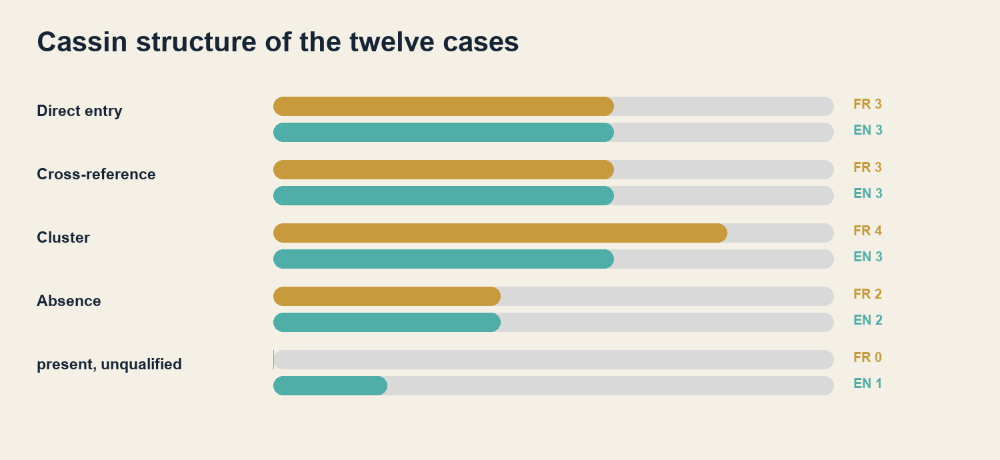 Cassin structure of the twelve cases
Direct entry
FR 3
EN 3
Cross-reference
FR 3
EN 3
Cluster
FR 4
EN 3
Absence
FR 2
EN 2
present, unqualified
FR 0
EN 1